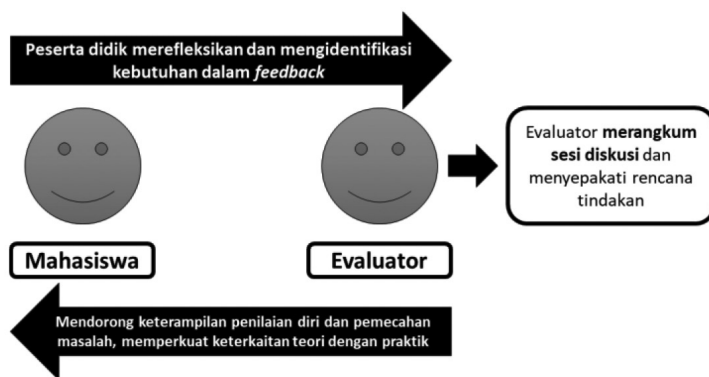 Peserta didik merefleksikan dan mengidentifikasi
kebutuhan dalam feedback
Evaluator merangkum
sesi diskusi dan
menyepakati rencana
tindakan
Mahasiswa
Evaluator
Mendorong keterampilan penilaian diri dan pemecahan
masalah, memperkuat keterkaitan teori dengan praktik